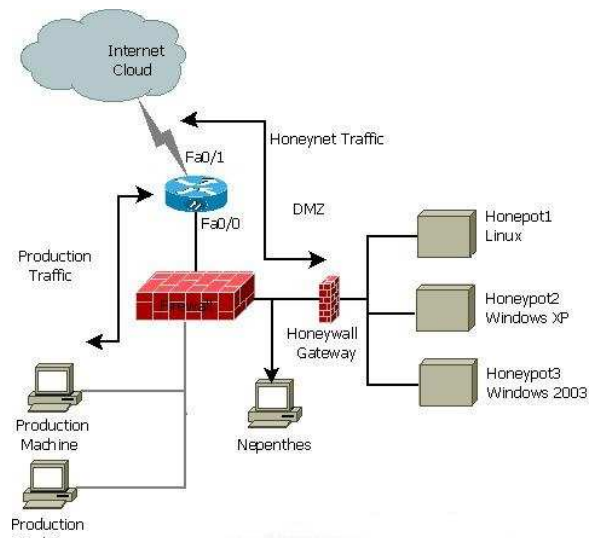 Internet
Cloud
Honeynet Traffic
Fa0/1
DMZ
Fa0/0
Honepot1
Linux
Production
Traffic
Firewall
Honeywall
Gateway
Honeypot2
Windows XP
Honeypot3
Windows 2003
Production
Machine
Nepenthes
Production